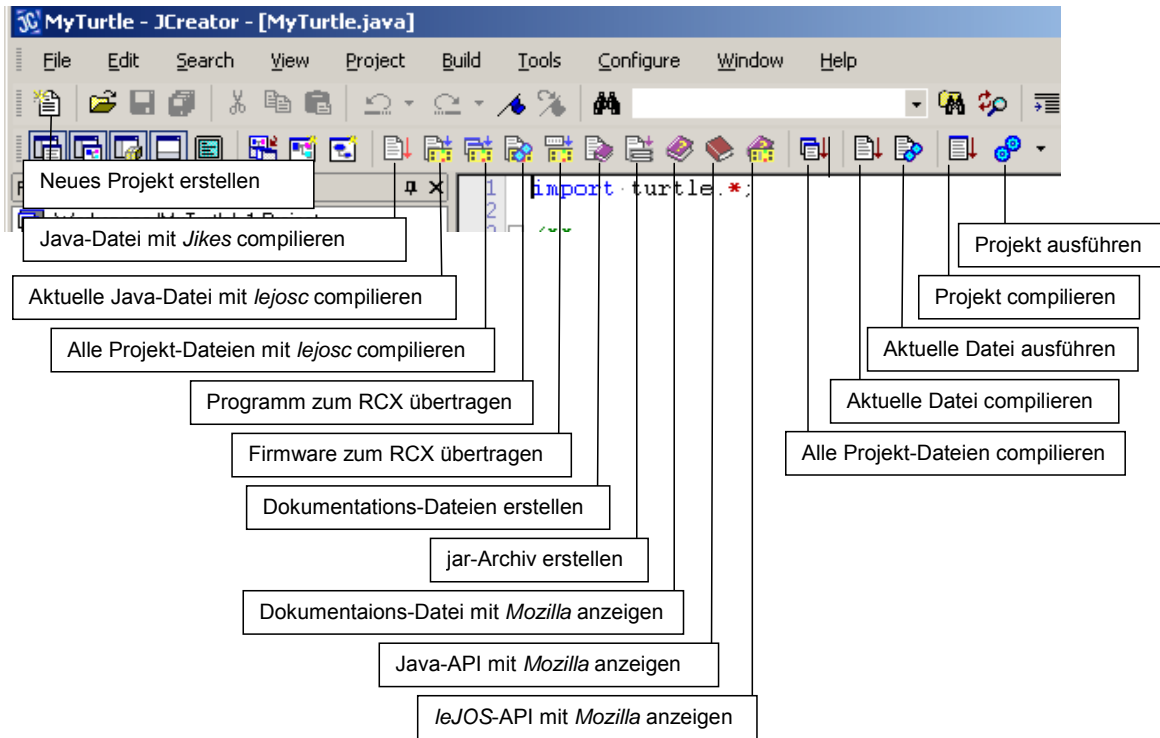 MyTurtle - JCreator - [MyTurtle.java]
File Edit Search View Project Build Tools Configure Window Help
Neues Projekt erstellen
1 import turtle.*;
2
Java-Datei mit Jikes compilieren
/**
Projekt ausführen
Aktuelle Java-Datei mit lejosc compilieren
Projekt compilieren
Alle Projekt-Dateien mit lejosc compilieren
Aktuelle Datei ausführen
Programm zum RCX übertragen
Aktuelle Datei compilieren
Firmware zum RCX übertragen
Alle Projekt-Dateien compilieren
Dokumentations-Dateien erstellen
jar-Archiv erstellen
Dokumentaions-Datei mit Mozilla anzeigen
Java-API mit Mozilla anzeigen
leJOS-API mit Mozilla anzeigen